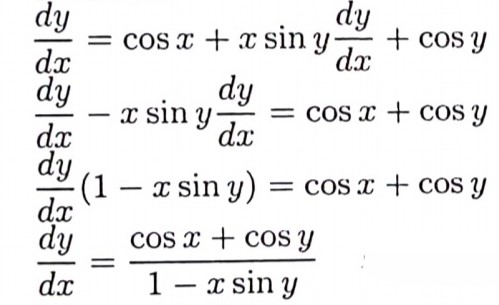 dy/dx = cos x + x sin y dy/dx + cos y
dy/dx − x sin y dy/dx = cos x + cos y
dy/dx (1 − x sin y) = cos x + cos y
dy/dx = (cos x + cos y)/(1 − x sin y)